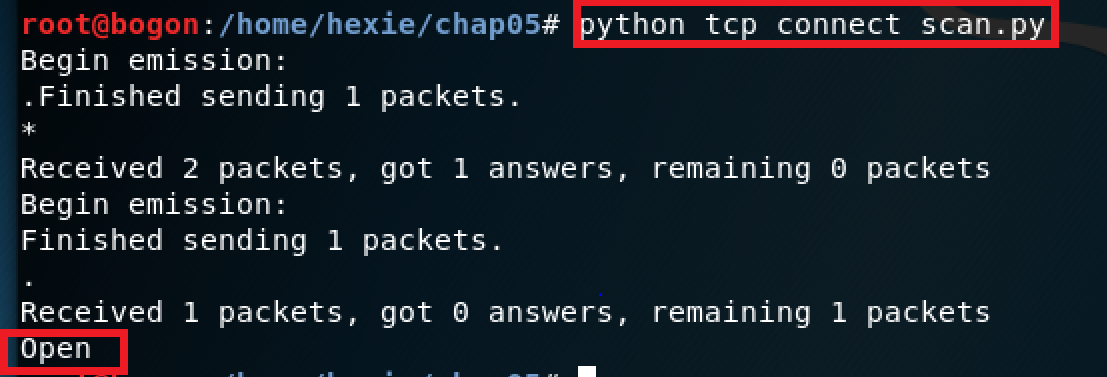 root@bogon:/home/hexie/chap05# python tcp connect scan.py
Begin emission:
.Finished sending 1 packets.
*
Received 2 packets, got 1 answers, remaining 0 packets
Begin emission:
Finished sending 1 packets.
.
Received 1 packets, got 0 answers, remaining 1 packets
Open